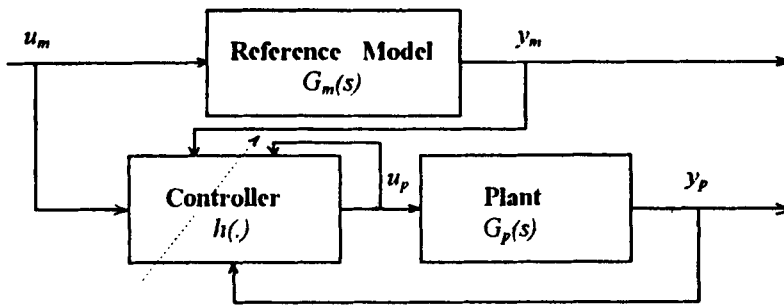 u_m
Reference Model
G_m(s)
y_m
Controller
h(.)
u_p
Plant
G_p(s)
y_p